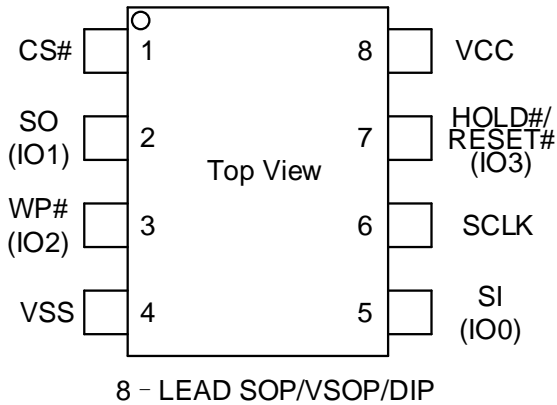 CS# 1 8 VCC
SO
(IO1)
2 7
HOLD#/
RESET#
(IO3)
Top View
WP#
(IO2)
3 6 SCLK
VSS 4 5
SI
(IO0)
8 – LEAD SOP/VSOP/DIP